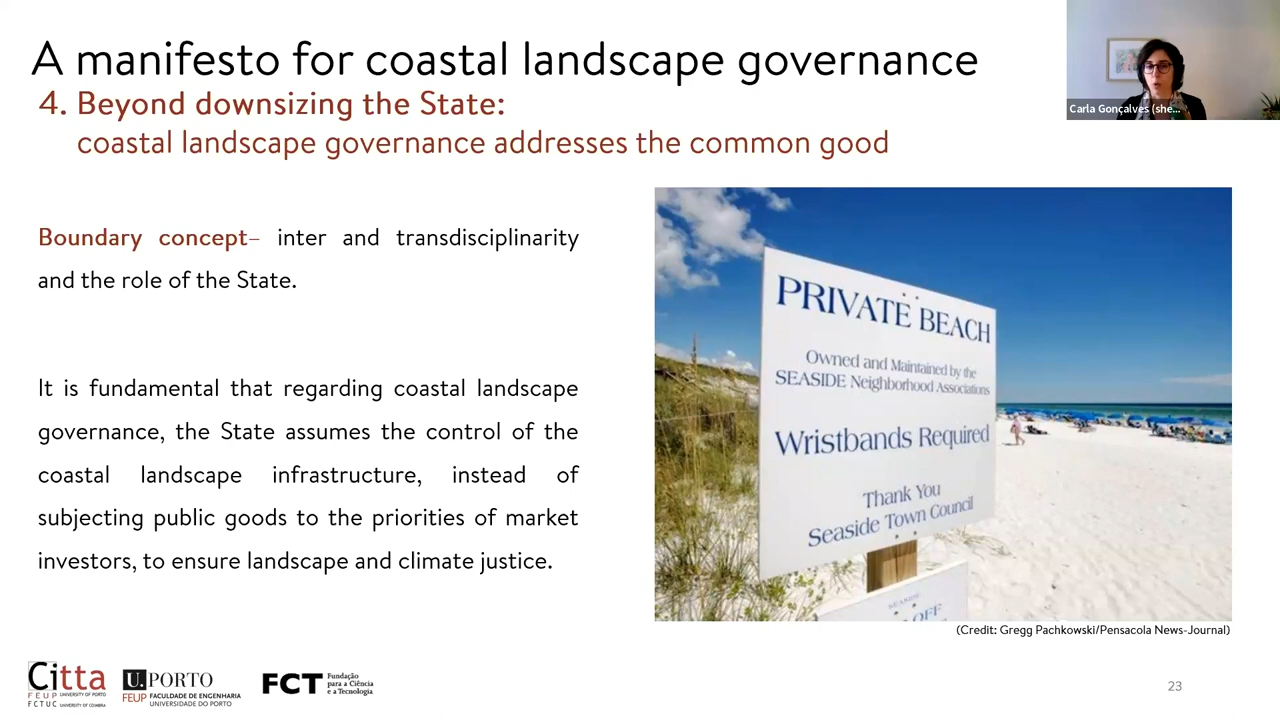 A manifesto for coastal landscape governance
4. Beyond downsizing the State:
coastal landscape governance addresses the common good
Carla Gonçalves (she...
Boundary concept– inter and transdisciplinarity
and the role of the State.
It is fundamental that regarding coastal landscape
governance, the State assumes the control of the
coastal landscape infrastructure, instead of
subjecting public goods to the priorities of market
investors, to ensure landscape and climate justice.
PRIVATE BEACH
Owned and Maintained by the
SEASIDE Neighborhood Associations
Wristbands Required
Thank You
Seaside Town Council
SEASIDE
OFF
(Credit: Gregg Pachkowski/Pensacola News-Journal)
Citta
FEUP UNIVERSITY OF PORTO
FCTUC UNIVERSITY OF COIMBRA
U. PORTO
FEUP FACULDADE DE ENGENHARIA
UNIVERSIDADE DO PORTO
FCT
Fundação
para a Ciência
e a Tecnologia
23